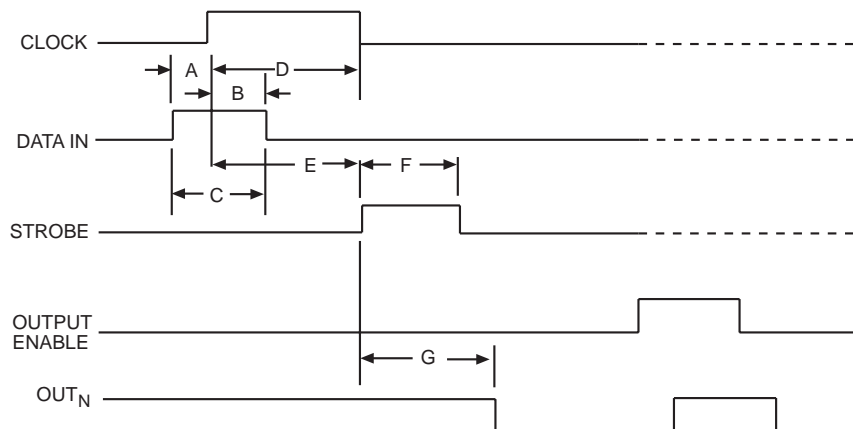 CLOCK
A
D
B
DATA IN
E
F
C
STROBE
OUTPUT
ENABLE
G
OUTN